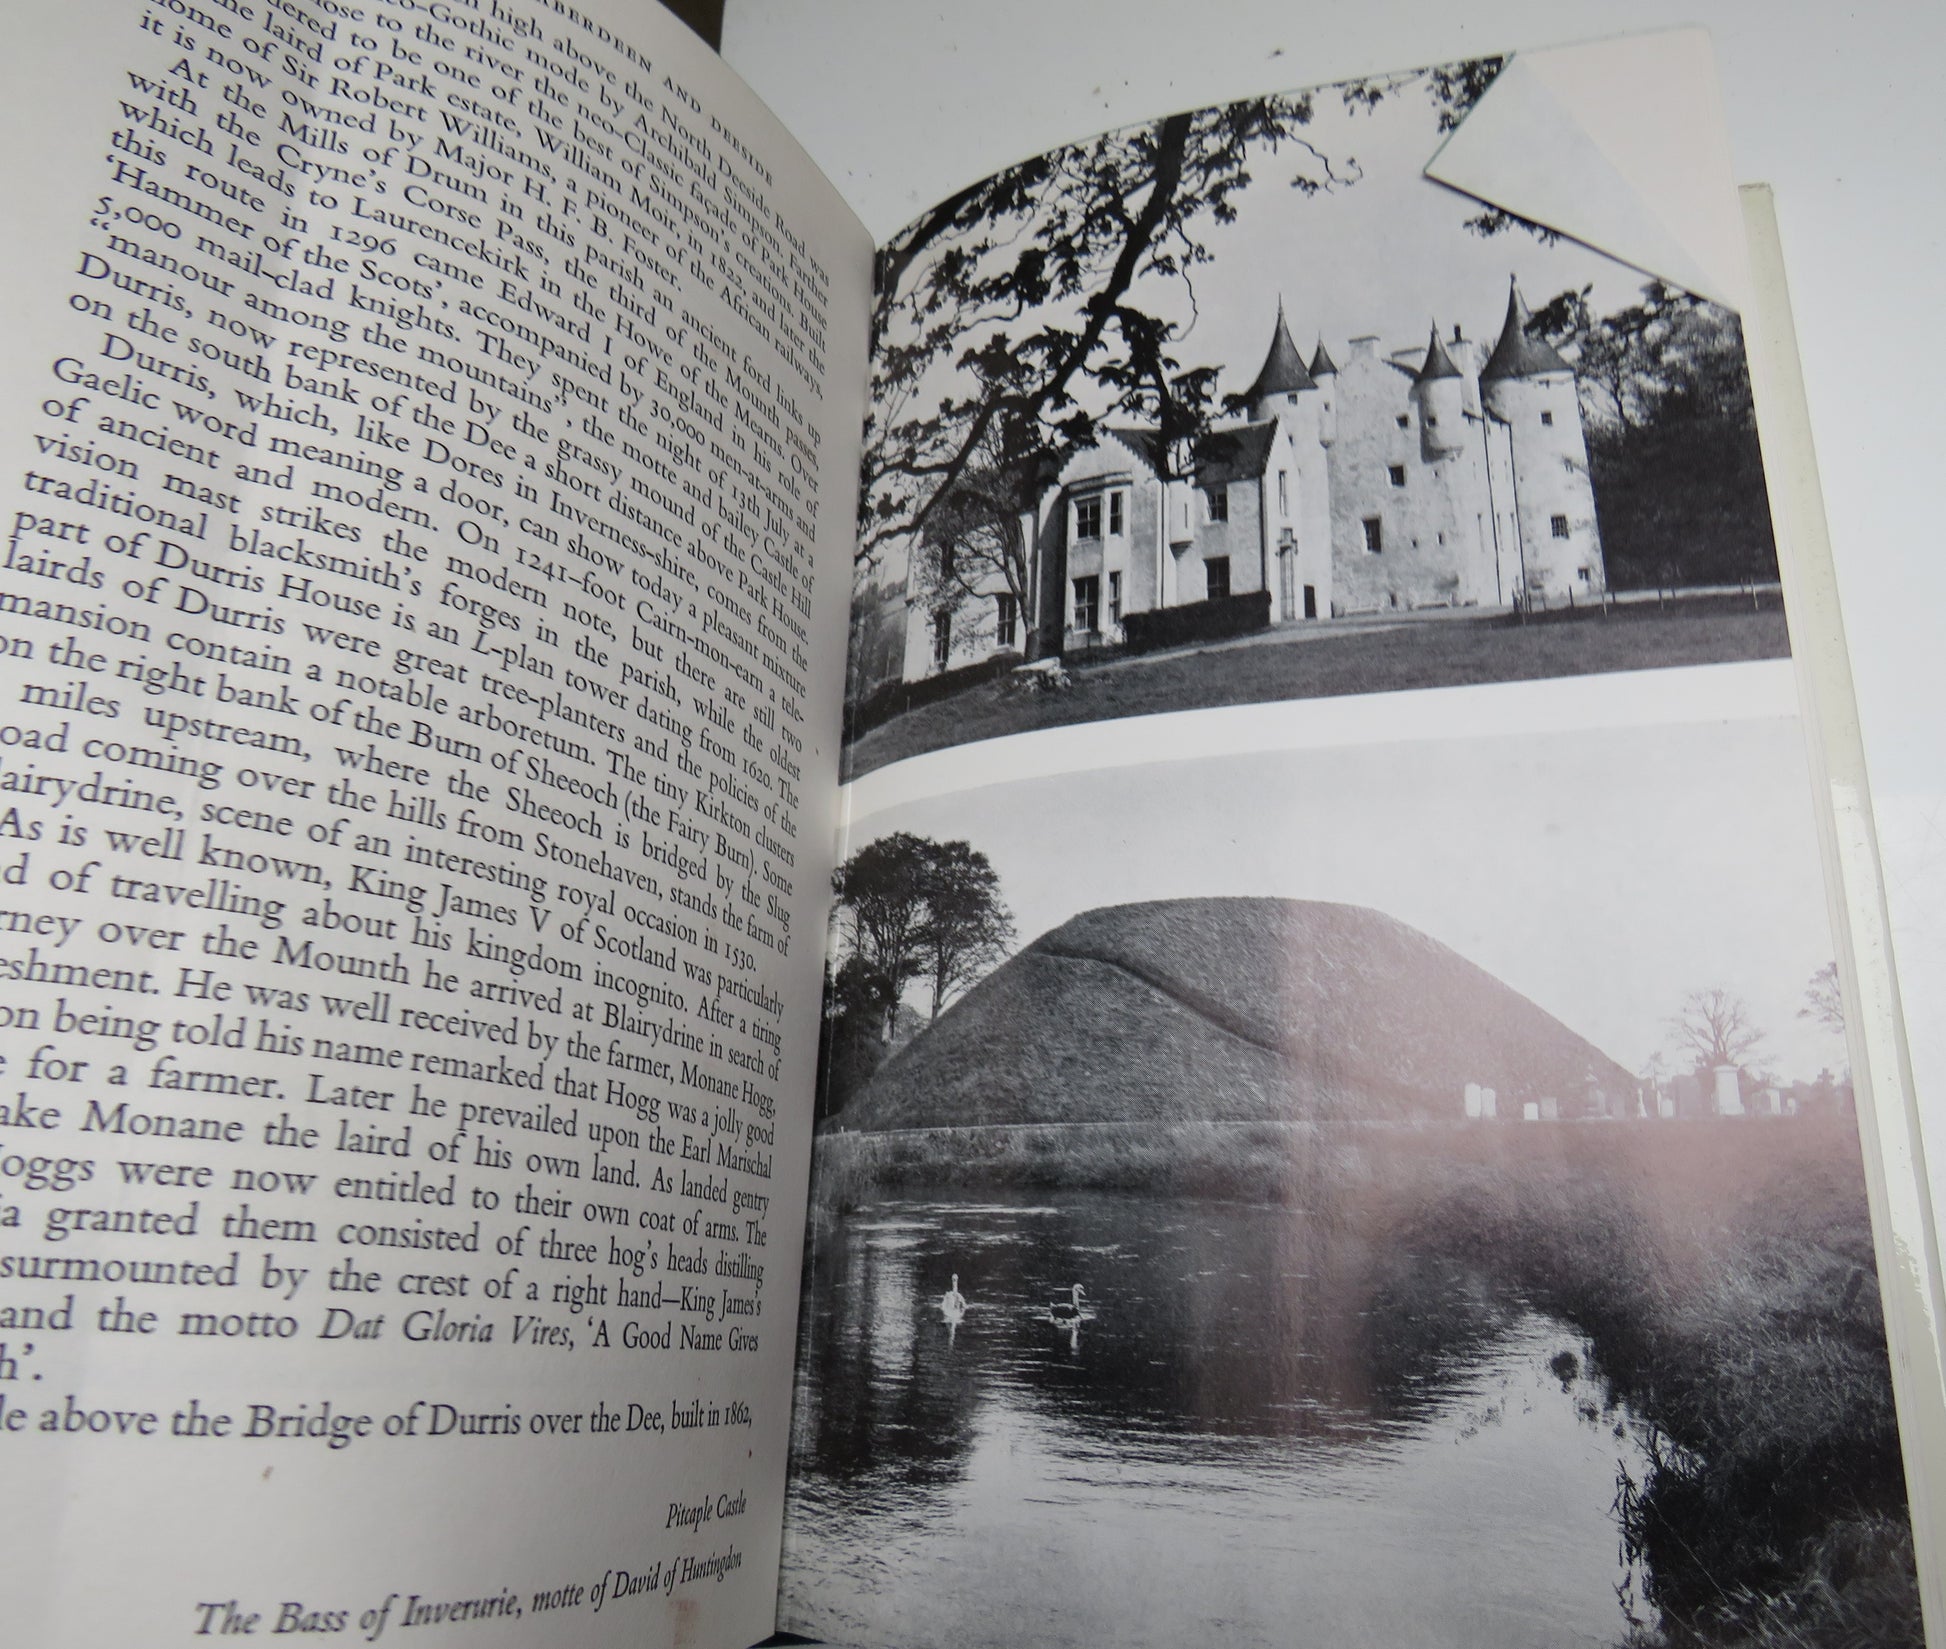 ABERDEEN AND DEESIDE
high above the North Deeside Road, was
Gothic mode by Archibald Simpson. Farther
close to the river the neo-Classic façade of Park House
to be one of the best of Simpson's creations. Built
the laird of Park estate, William Moir, in 1822, and later the
home of Sir Robert Williams, a pioneer of the African railways,
it is now owned by Major H. F. B. Foster.
At the Mills of Drum in this parish an ancient ford links up
with the Cryne's Corse Pass, the third of the Mounth passes,
which leads to Laurencekirk in the Howe of the Mearns. Over
this route in 1296 came Edward I of England in his role of
'Hammer of the Scots', accompanied by 30,000 men-at-arms and
5,000 mail-clad knights. They spent the night of 13th July at a
"manour among the mountains", the motte and bailey Castle of
Durris, now represented by the grassy mound of the Castle Hill
on the south bank of the Dee a short distance above Park House.
Durris, which, like Dores in Inverness-shire, comes from the
Gaelic word meaning a door, can show today a pleasant mixture
of ancient and modern. On 1241-foot Cairn-mon-earn a tele-
vision mast strikes the modern note, but there are still two
traditional blacksmith's forges in the parish, while the oldest
part of Durris House is an L-plan tower dating from 1620. The
lairds of Durris were great tree-planters and the policies of the
mansion contain a notable arboretum. The tiny Kirkton clusters
on the right bank of the Burn of Sheeoch (the Fairy Burn). Some
miles upstream, where the Sheeoch is bridged by the Slug
oad coming over the hills from Stonehaven, stands the farm of
lairydrine, scene of an interesting royal occasion in 1530.
As is well known, King James V of Scotland was particularly
d of travelling about his kingdom incognito. After a tiring
rney over the Mounth he arrived at Blairydrine in search of
eshment. He was well received by the farmer, Monane Hogg,
on being told his name remarked that Hogg was a jolly good
e for a farmer. Later he prevailed upon the Earl Marischal
ake Monane the laird of his own land. As landed gentry
oggs were now entitled to their own coat of arms. The
ia granted them consisted of three hog's heads distilling
surmounted by the crest of a right hand—King James's
and the motto Dat Gloria Vires, 'A Good Name Gives
h'.
le above the Bridge of Durris over the Dee, built in 1862,
Pitcaple Castle
The Bass of Inverurie, motte of David of Huntingdon